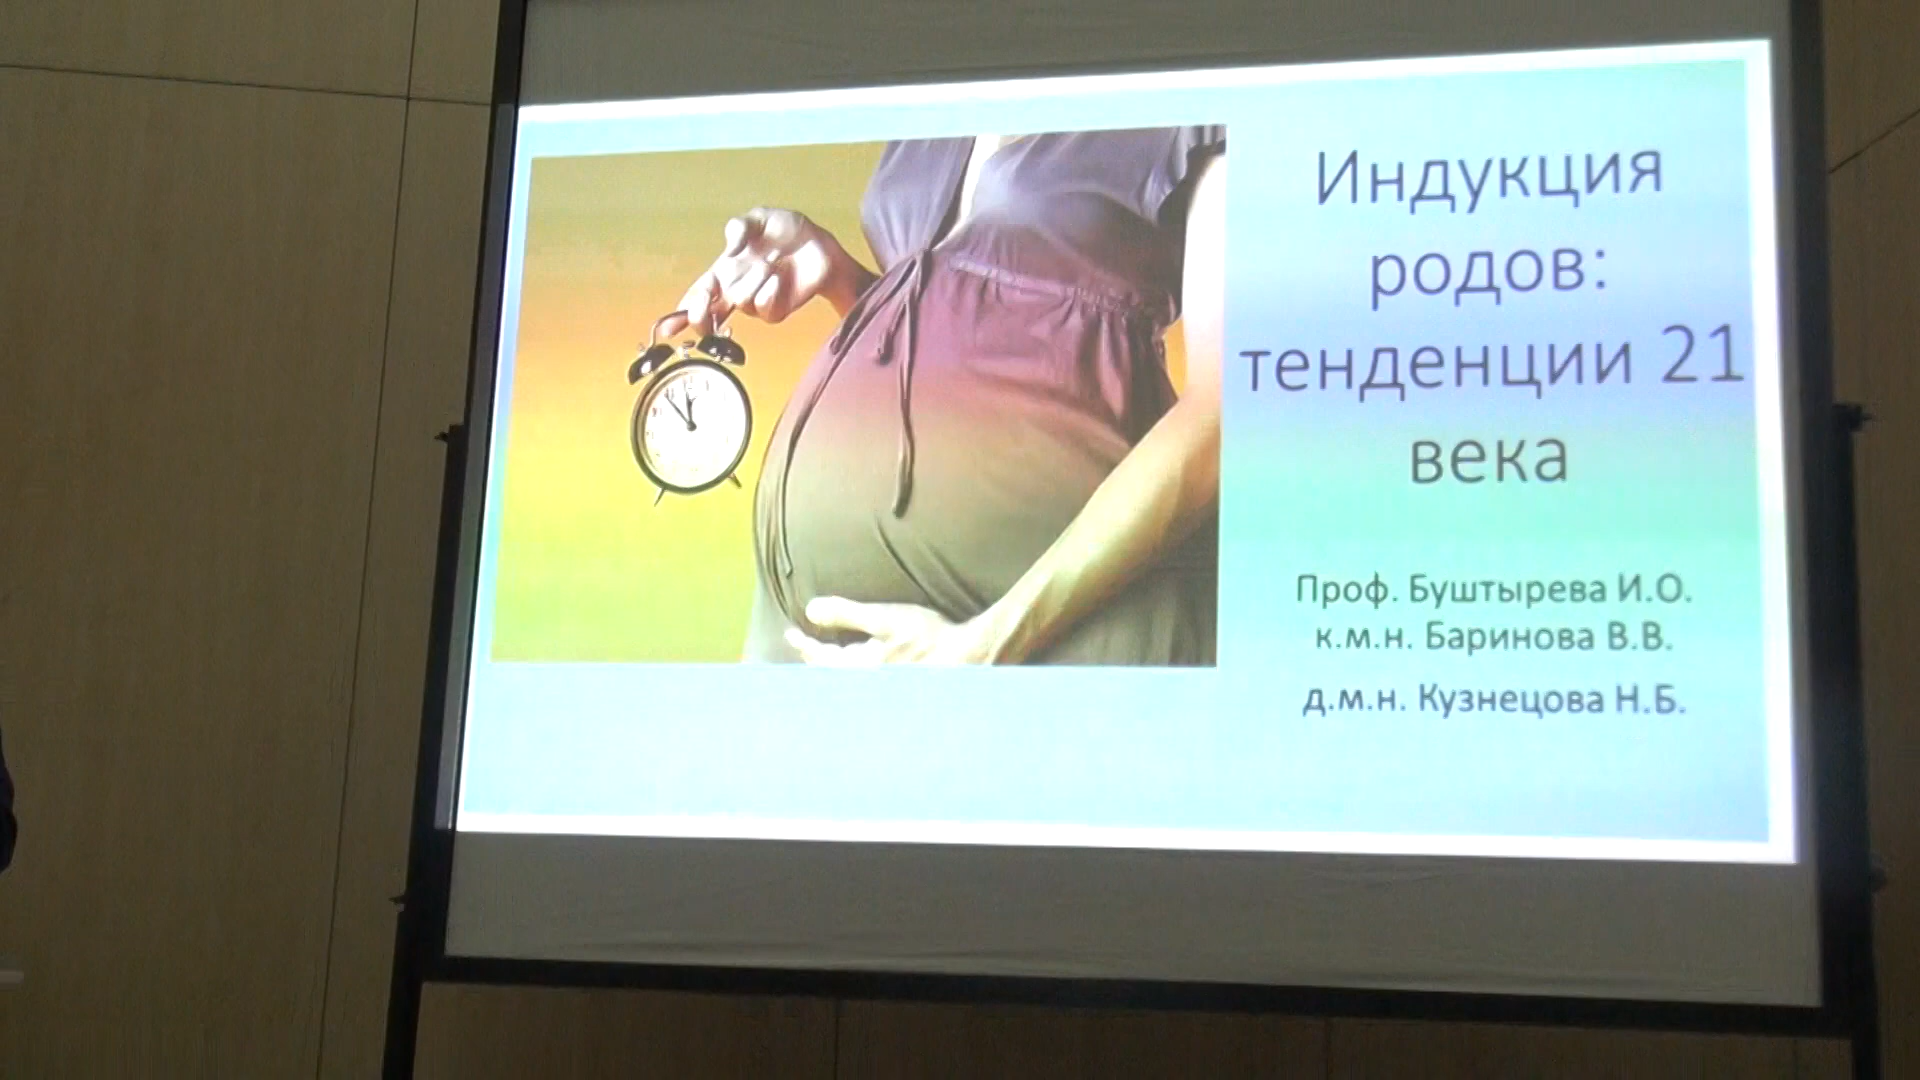 Индукция
родов:
тенденции 21
века
Проф. Буштырева И.О.
к.м.н. Баринова В.В.
д.м.н. Кузнецова Н.Б.